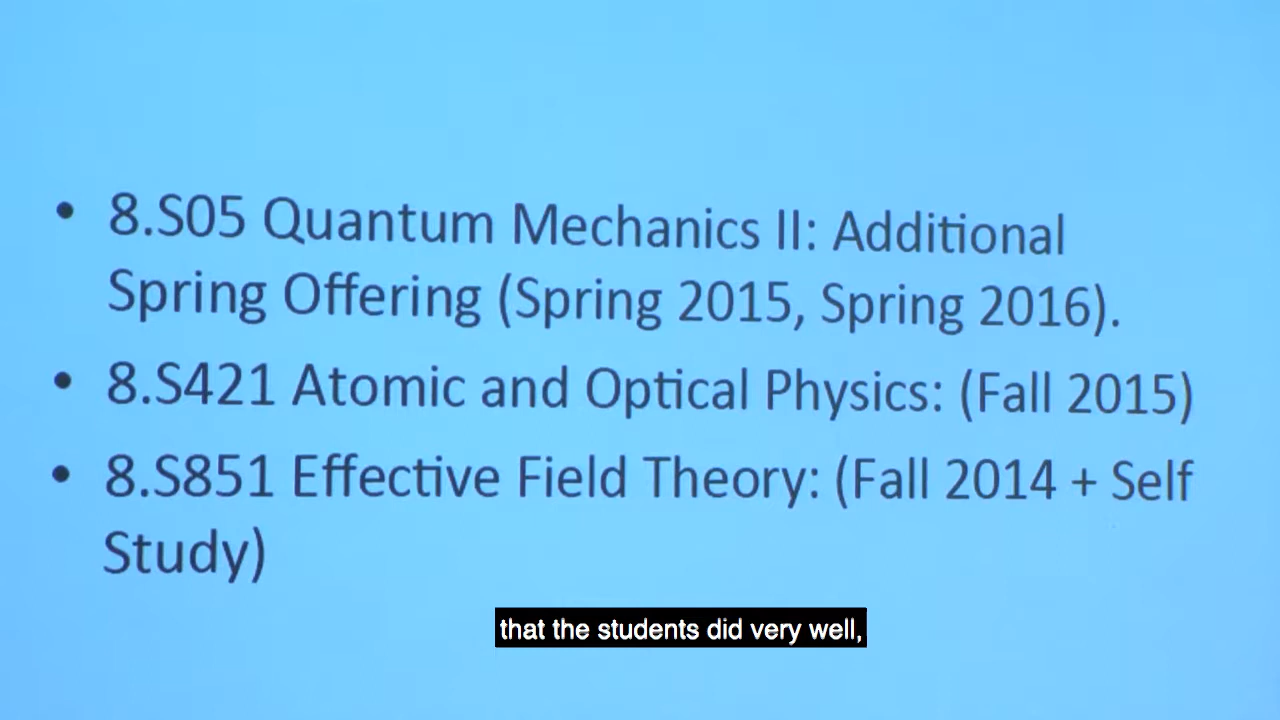 • 8.S05 Quantum Mechanics II: Additional
Spring Offering (Spring 2015, Spring 2016).
• 8.S421 Atomic and Optical Physics: (Fall 2015)
• 8.S851 Effective Field Theory: (Fall 2014 + Self
Study)
that the students did very well,